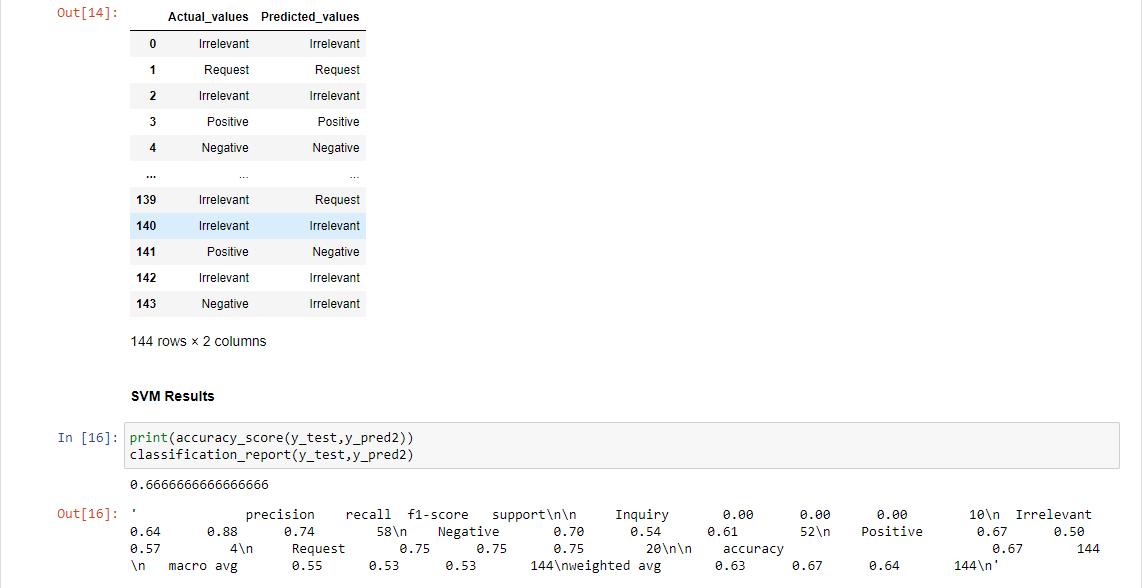 Out[14]:
Actual_values Predicted_values
0 Irrelevant Irrelevant
1 Request Request
2 Irrelevant Irrelevant
3 Positive Positive
4 Negative Negative
... ... ...
139 Irrelevant Request
140 Irrelevant Irrelevant
141 Positive Negative
142 Irrelevant Irrelevant
143 Negative Irrelevant
144 rows × 2 columns
SVM Results
In [16]: print(accuracy_score(y_test,y_pred2))
classification_report(y_test,y_pred2)
0.6666666666666666
Out[16]: ' precision recall f1-score support\n\n Inquiry 0.00 0.00 0.00 10\n Irrelevant
0.64 0.88 0.74 58\n Negative 0.70 0.54 0.61 52\n Positive 0.67 0.50
0.57 4\n Request 0.75 0.75 0.75 20\n\n accuracy 0.67 144
\n macro avg 0.55 0.53 0.53 144\nweighted avg 0.63 0.67 0.64 144\n'